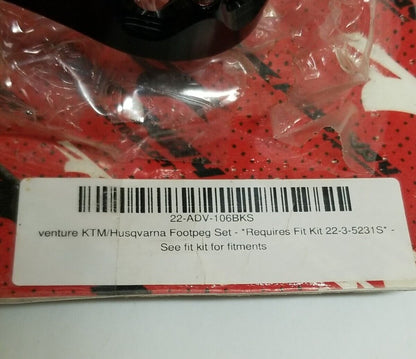 22-ADV-106BKS
venture KTM/Husqvarna Footpeg Set - *Requires Fit Kit 22-3-5231S* -
See fit kit for fitments